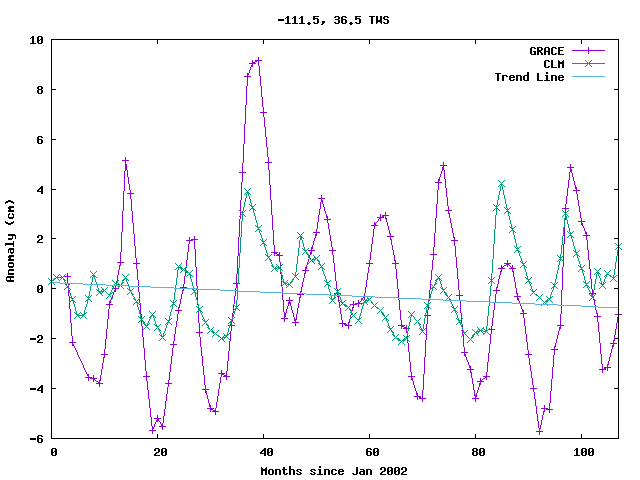 -111.5, 36.5 TWS
GRACE
CLM
Trend Line
10
8
6
4
2
0
-2
-4
-6
Anomaly (cm)
0 20 40 60 80 100
Months since Jan 2002